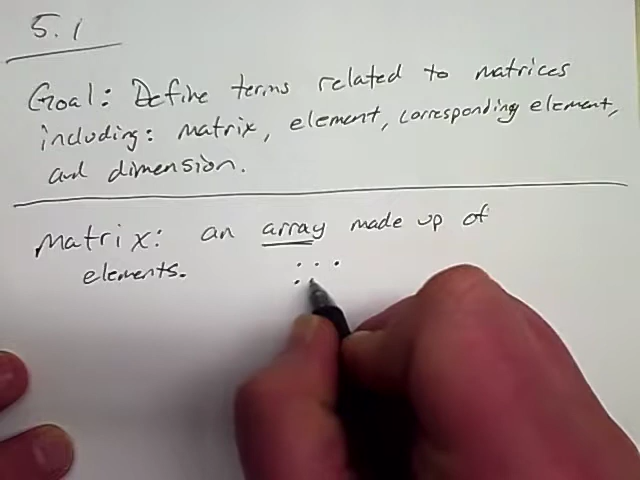 5.1
Goal: Define terms related to matrices
including: matrix, element, corresponding element,
and dimension.
Matrix: an array made up of
elements.